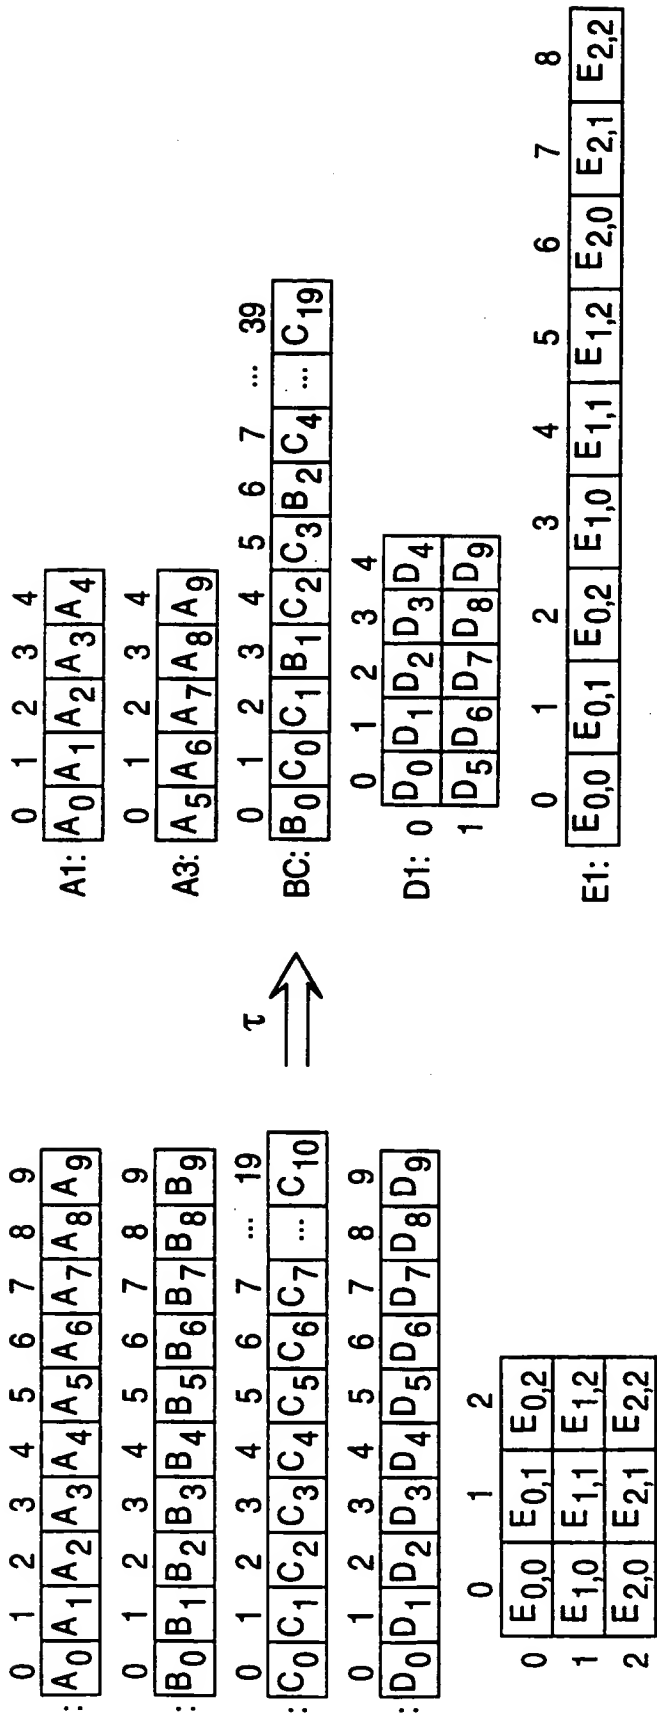 0 1 2 3 4 5 6 7 8 9
: A0 A1 A2 A3 A4 A5 A6 A7 A8 A9
0 1 2 3 4 5 6 7 8 9
: B0 B1 B2 B3 B4 B5 B6 B7 B8 B9
0 1 2 3 4 5 6 7 ... 19
: C0 C1 C2 C3 C4 C5 C6 C7 ... C10
0 1 2 3 4 5 6 7 8 9
: D0 D1 D2 D3 D4 D5 D6 D7 D8 D9
0 1 2
0 E0,0 E0,1 E0,2
1 E1,0 E1,1 E1,2
2 E2,0 E2,1 E2,2
τ
0 1 2 3 4
A1: A0 A1 A2 A3 A4
0 1 2 3 4
A3: A5 A6 A7 A8 A9
0 1 2 3 4 5 6 7 ... 39
BC: B0 C0 C1 B1 C2 C3 B2 C4 ... C19
0 1 2 3 4
D1: 0 D0 D1 D2 D3 D4
1 D5 D6 D7 D8 D9
0 1 2 3 4 5 6 7 8
E1: E0,0 E0,1 E0,2 E1,0 E1,1 E1,2 E2,0 E2,1 E2,2